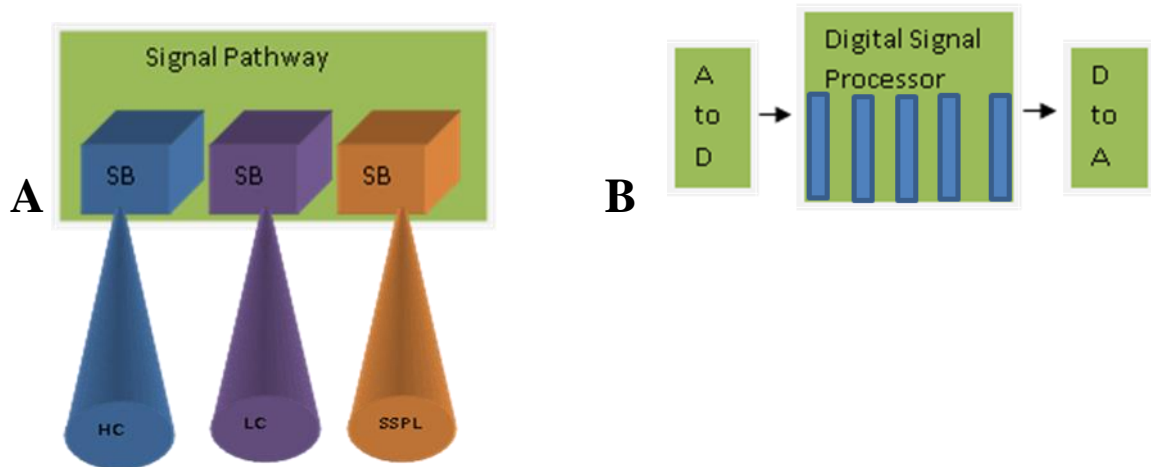 Signal Pathway
SB
SB
SB
A
HC
LC
SSPL
B
A
to
D
Digital Signal
Processor
D
to
A